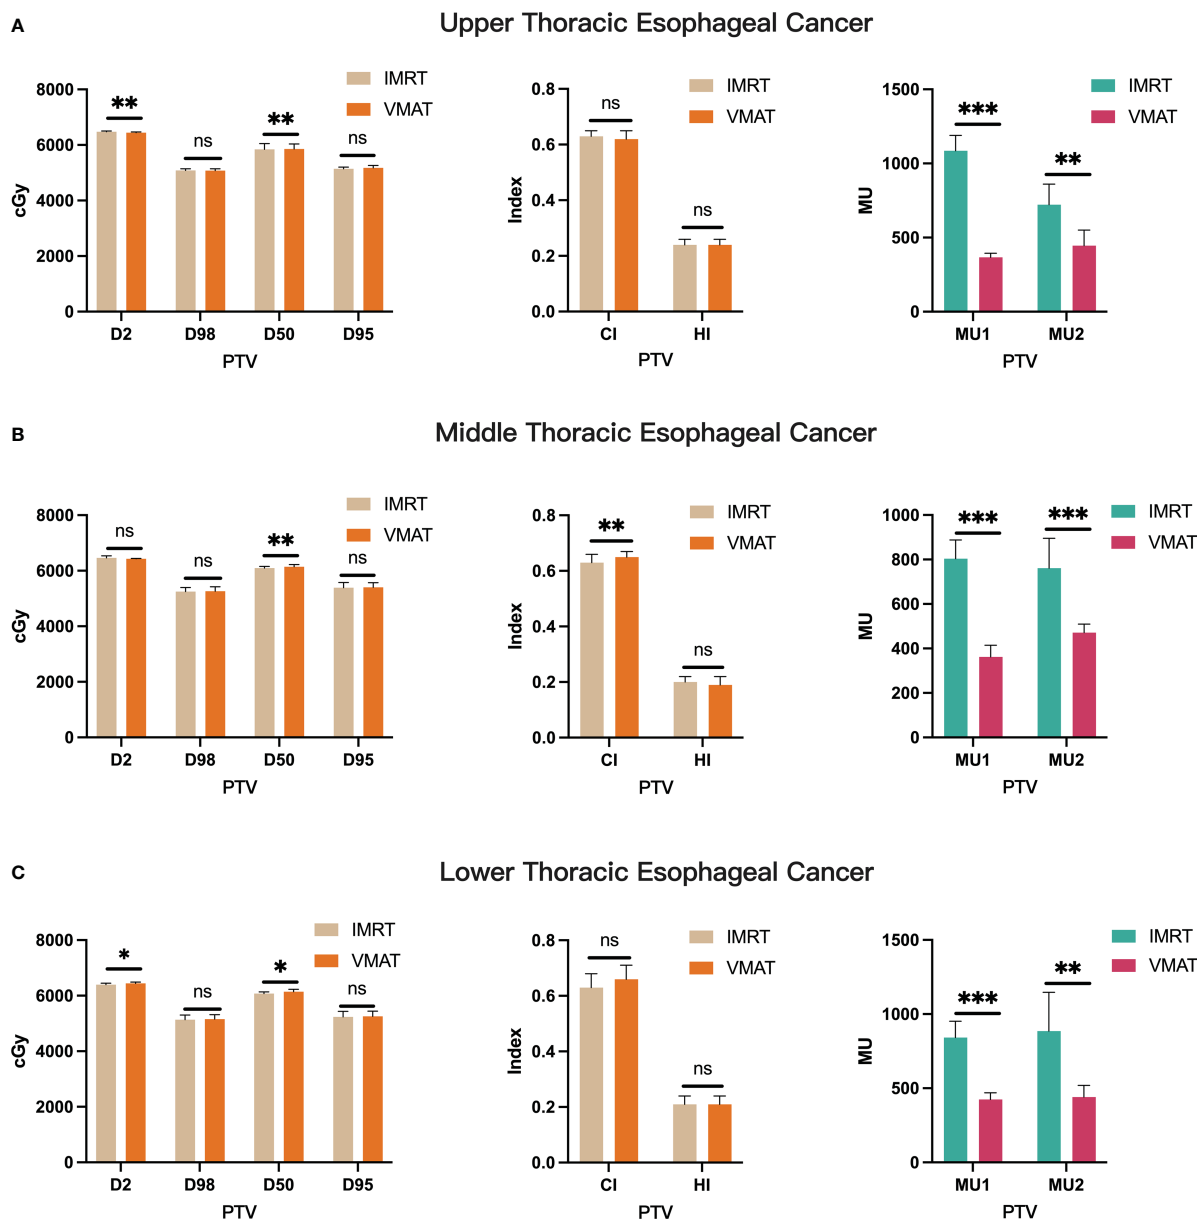 A
Upper Thoracic Esophageal Cancer
IMRT
VMAT
8000
6000
4000
2000
0
cGy
**
ns
**
ns
D2 D98 D50 D95
PTV
IMRT
VMAT
0.8
0.6
0.4
0.2
0.0
Index
ns
ns
CI HI
PTV
IMRT
VMAT
1500
1000
500
0
MU
***
**
MU1 MU2
PTV
B
Middle Thoracic Esophageal Cancer
IMRT
VMAT
8000
6000
4000
2000
0
cGy
ns
ns
**
ns
D2 D98 D50 D95
PTV
IMRT
VMAT
0.8
0.6
0.4
0.2
0.0
Index
**
ns
CI HI
PTV
IMRT
VMAT
1000
800
600
400
200
0
MU
***
***
MU1 MU2
PTV
C
Lower Thoracic Esophageal Cancer
IMRT
VMAT
8000
6000
4000
2000
0
cGy
*
ns
*
ns
D2 D98 D50 D95
PTV
IMRT
VMAT
0.8
0.6
0.4
0.2
0.0
Index
ns
ns
CI HI
PTV
IMRT
VMAT
1500
1000
500
0
MU
***
**
MU1 MU2
PTV